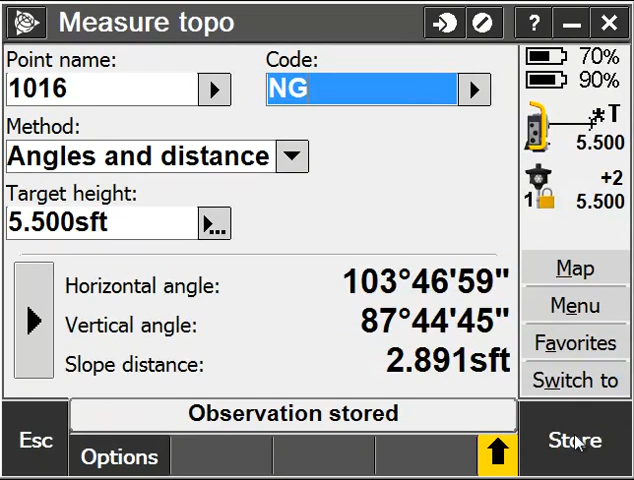 Measure topo
?
Point name:
Code:
70%
90%
1016
NG
T
5.500
Method:
Angles and distance
Target height:
+2
1
5.500
5.500sft
Horizontal angle:
103°46'59"
Map
Vertical angle:
87°44'45"
Menu
Slope distance:
2.891sft
Favorites
Switch to
Observation stored
Esc
Options
Store